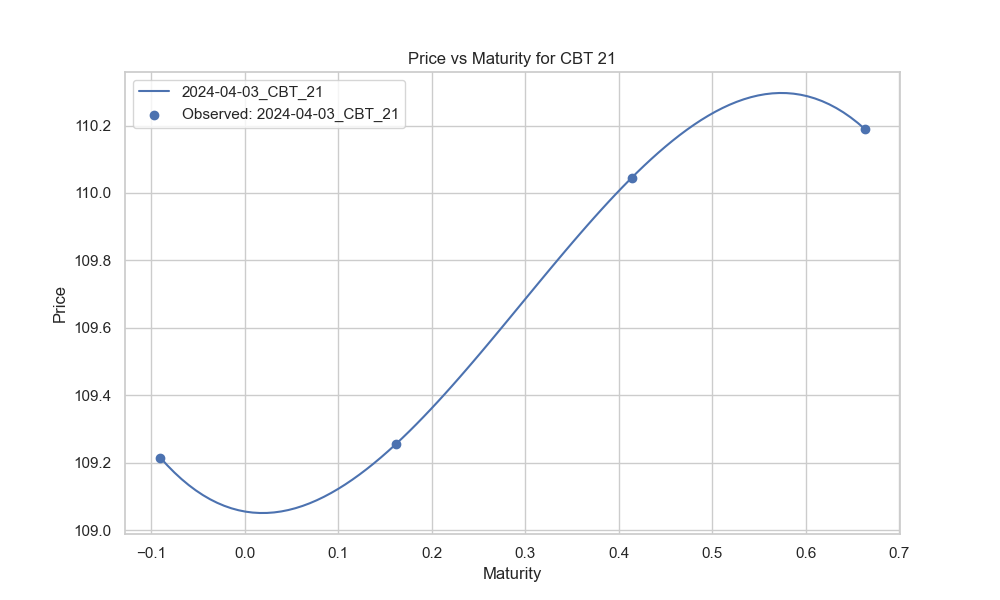 Price vs Maturity for CBT 21
2024-04-03_CBT_21
Observed: 2024-04-03_CBT_21
Price
110.2
110.0
109.8
109.6
109.4
109.2
109.0
−0.1 0.0 0.1 0.2 0.3 0.4 0.5 0.6 0.7
Maturity